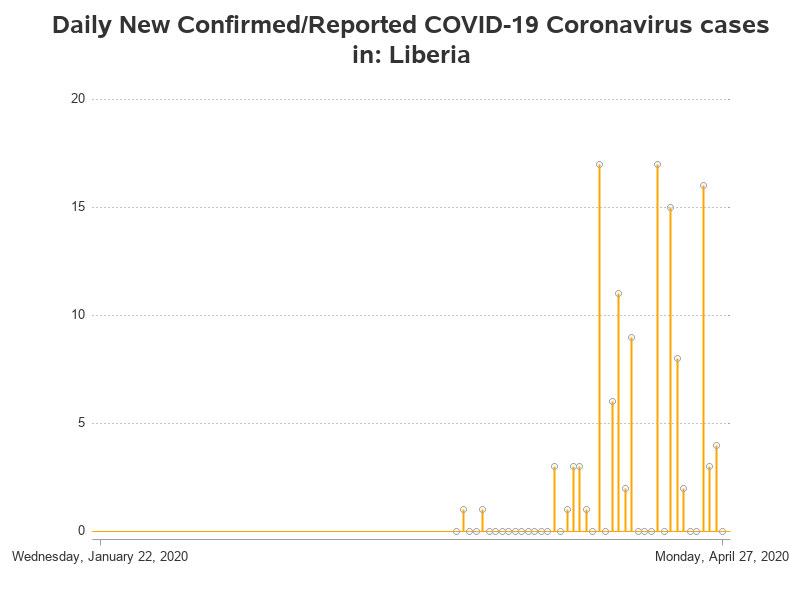 Daily New Confirmed/Reported COVID-19 Coronavirus cases
in: Liberia
20
15
10
5
0
Wednesday, January 22, 2020
Monday, April 27, 2020